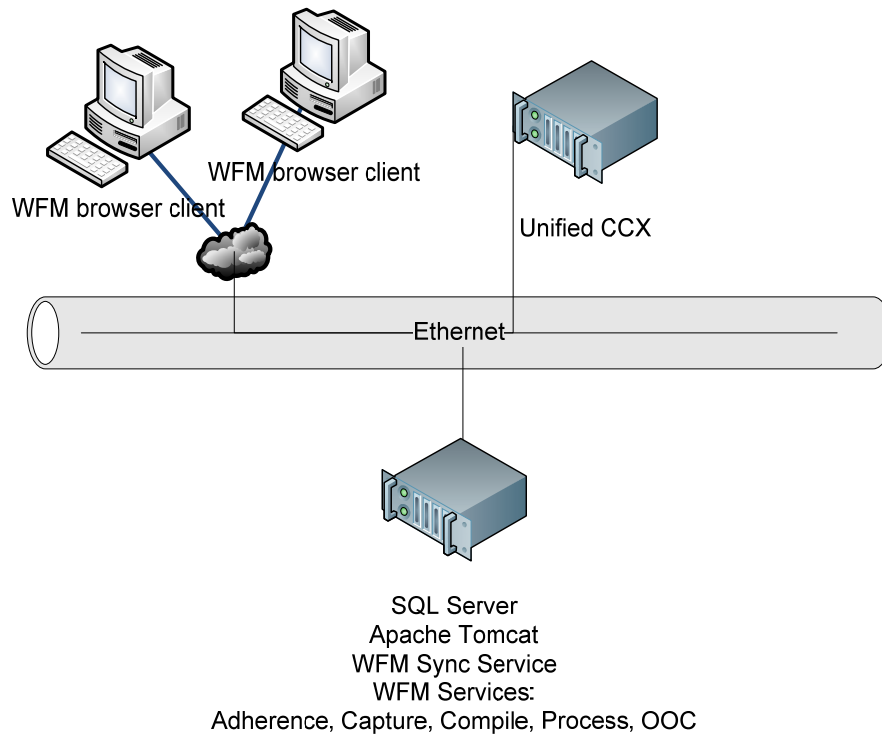 WFM browser client
WFM browser client
Unified CCX
Ethernet
SQL Server
Apache Tomcat
WFM Sync Service
WFM Services:
Adherence, Capture, Compile, Process, OOC